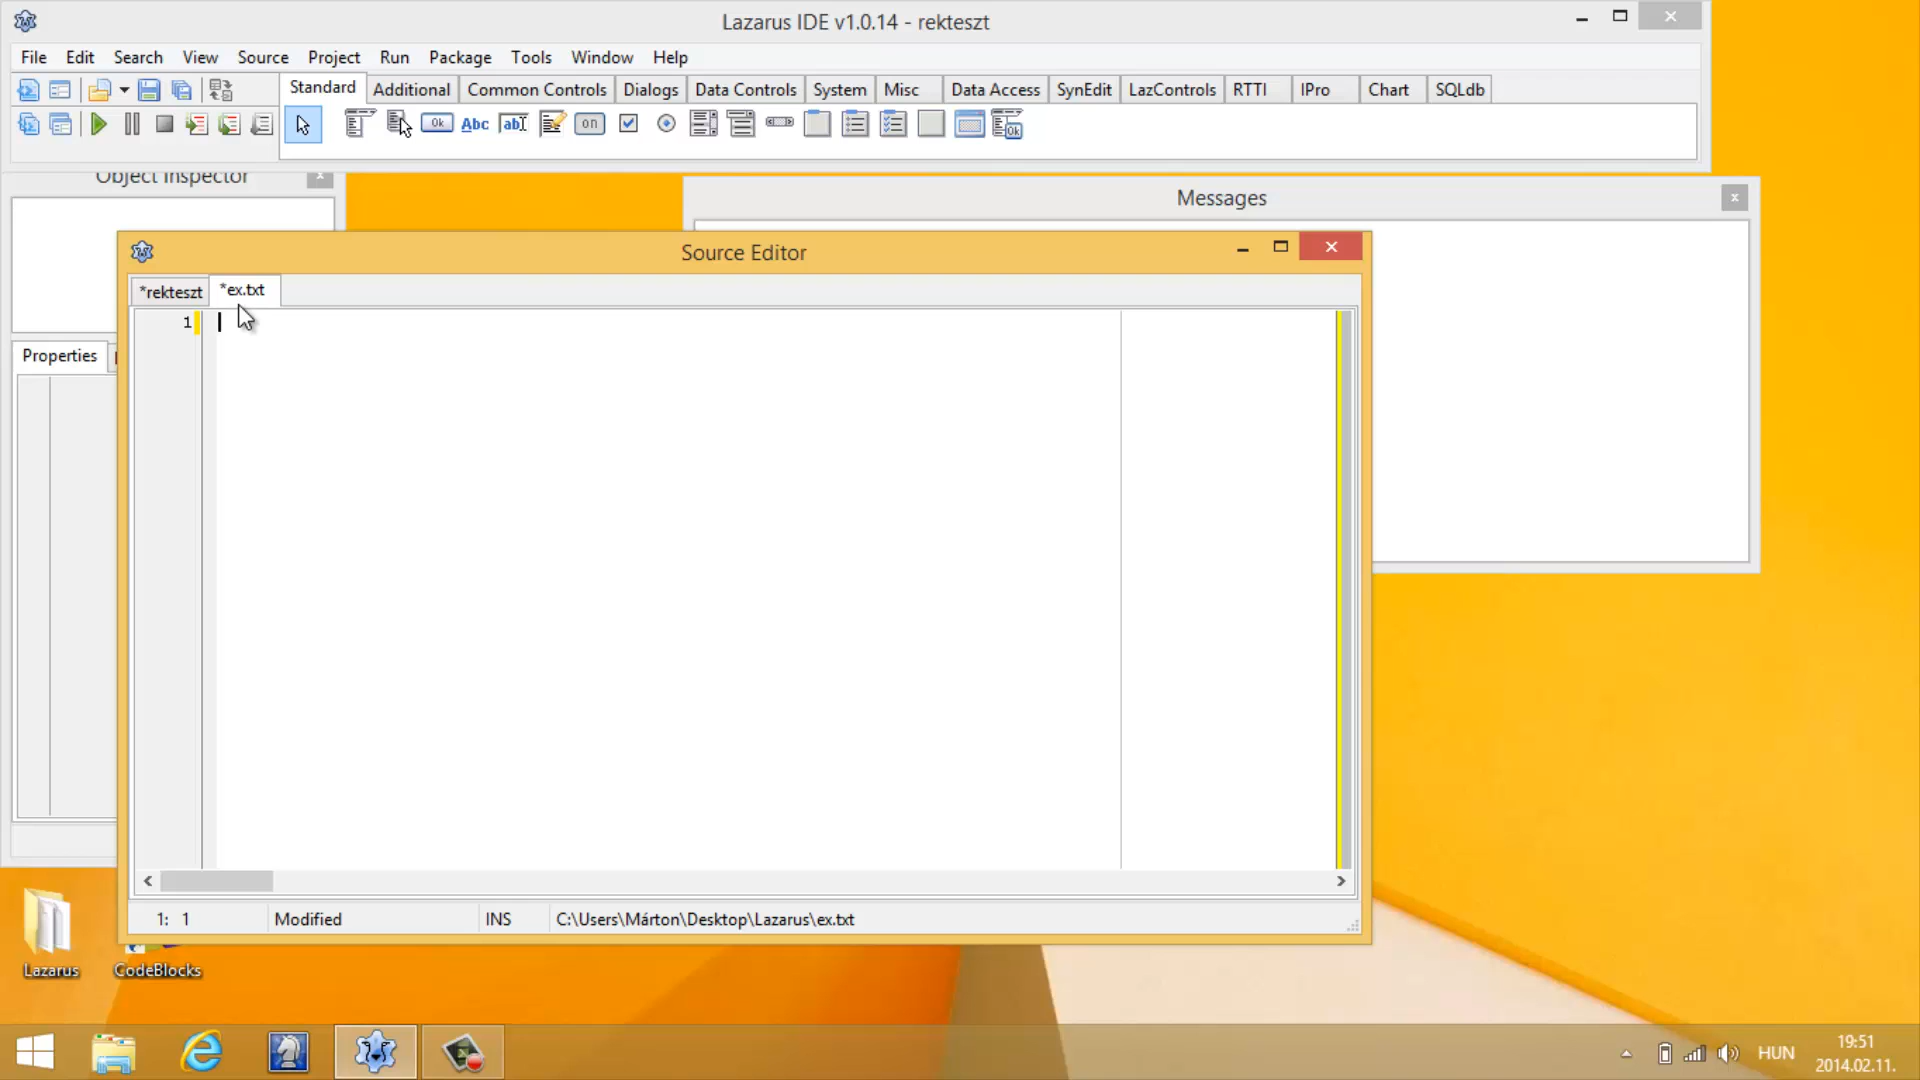 Lazarus IDE v1.0.14 - rekteszt
File Edit Search View Source Project Run Package Tools Window Help
Standard Additional Common Controls Dialogs Data Controls System Misc Data Access SynEdit LazControls RTTI IPro Chart SQLdb
Ok Abc abI on Ok
Object Inspector
Messages
Source Editor
*rekteszt *ex.txt
1
Properties
1: 1 Modified INS C:\Users\Márton\Desktop\Lazarus\ex.txt
Lazarus CodeBlocks
HUN
19:51
2014.02.11.